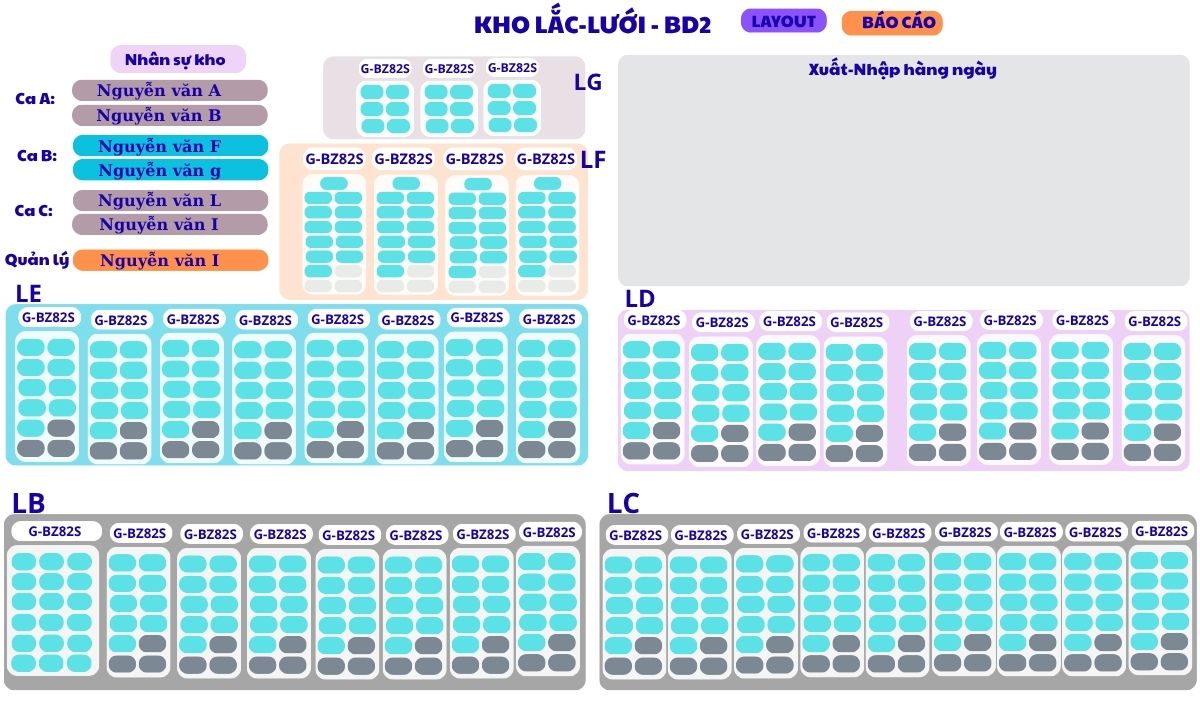 KHO LẮC-LƯỚI - BD2
LAYOUT
BÁO CÁO
Nhân sự kho
Ca A:
Nguyễn văn A
Nguyễn văn B
Ca B:
Nguyễn văn F
Nguyễn văn g
Ca C:
Nguyễn văn L
Nguyễn văn I
Quản lý
Nguyễn văn I
G-BZ82S G-BZ82S G-BZ82S
LG
G-BZ82S G-BZ82S G-BZ82S G-BZ82S
LF
Xuất-Nhập hàng ngày
LE
G-BZ82S G-BZ82S G-BZ82S G-BZ82S G-BZ82S G-BZ82S G-BZ82S G-BZ82S
LD
G-BZ82S G-BZ82S G-BZ82S G-BZ82S G-BZ82S G-BZ82S G-BZ82S G-BZ82S
LB
G-BZ82S G-BZ82S G-BZ82S G-BZ82S G-BZ82S G-BZ82S G-BZ82S G-BZ82S
LC
G-BZ82S G-BZ82S G-BZ82S G-BZ82S G-BZ82S G-BZ82S G-BZ82S G-BZ82S G-BZ82S